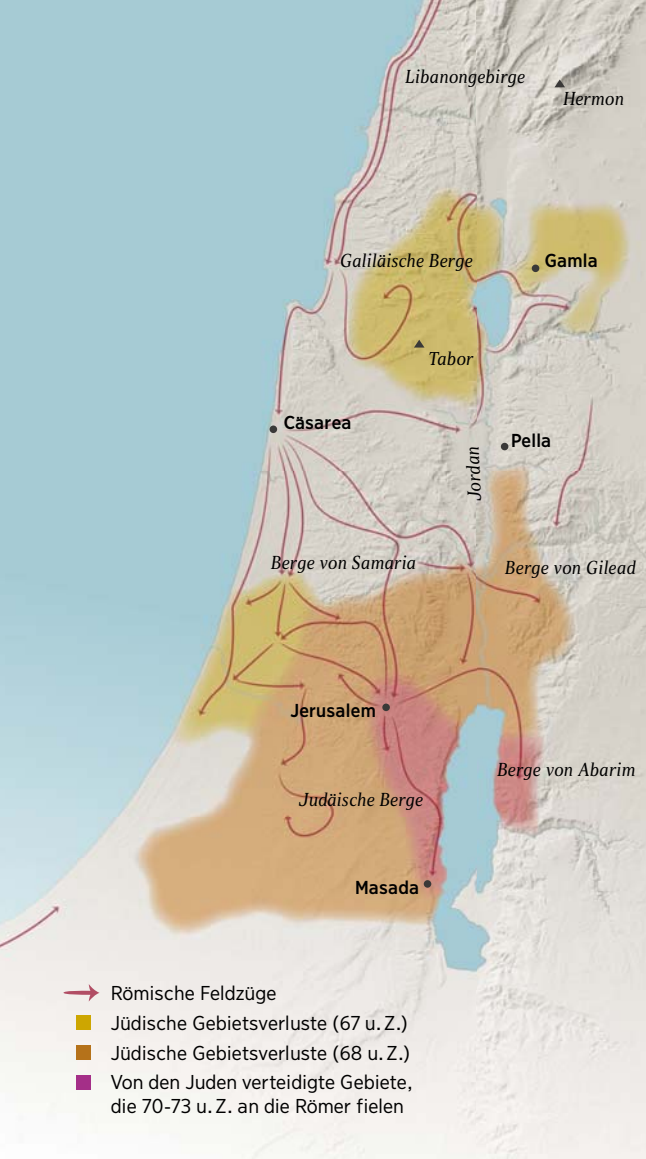 Libanongebirge
Hermon
Galiläische Berge
Gamla
Tabor
Cäsarea
Pella
Jordan
Berge von Samaria
Berge von Gilead
Jerusalem
Berge von Abarim
Judäische Berge
Masada
Römische Feldzüge
Jüdische Gebietsverluste (67 u. Z.)
Jüdische Gebietsverluste (68 u. Z.)
Von den Juden verteidigte Gebiete,
die 70-73 u. Z. an die Römer fielen